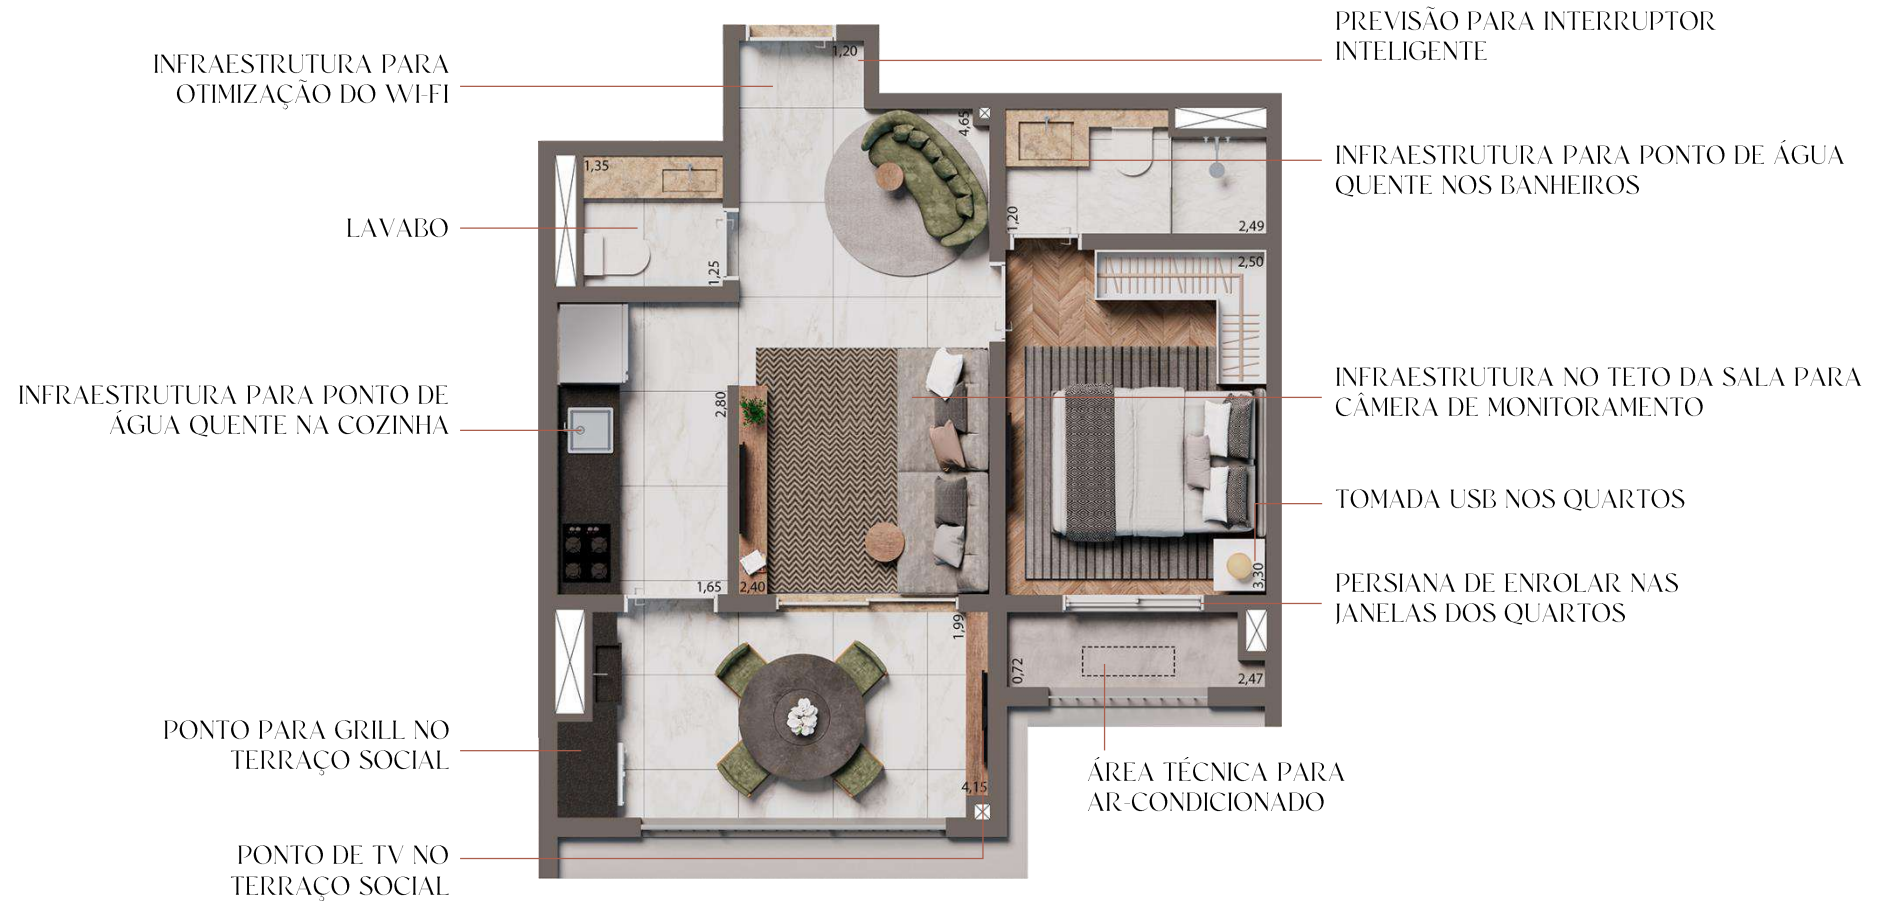 INFRAESTRUTURA PARA
OTIMIZAÇÃO DO WI-FI
LAVABO
INFRAESTRUTURA PARA PONTO DE
ÁGUA QUENTE NA COZINHA
PONTO PARA GRILL NO
TERRAÇO SOCIAL
PONTO DE TV NO
TERRAÇO SOCIAL
1,20
4,65
1,35
1,25
1,20
2,49
2,50
2,80
1,65
2,40
3,30
1,99
0,72
2,47
4,15
PREVISÃO PARA INTERRUPTOR
INTELIGENTE
INFRAESTRUTURA PARA PONTO DE ÁGUA
QUENTE NOS BANHEIROS
INFRAESTRUTURA NO TETO DA SALA PARA
CÂMERA DE MONITORAMENTO
TOMADA USB NOS QUARTOS
PERSIANA DE ENROLAR NAS
JANELAS DOS QUARTOS
ÁREA TÉCNICA PARA
AR-CONDICIONADO